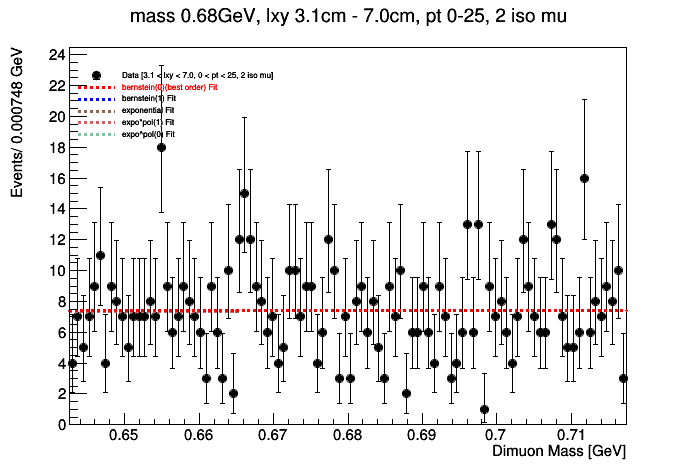 mass 0.68GeV, lxy 3.1cm - 7.0cm, pt 0-25, 2 iso mu
Events/ 0.000748 GeV
24
22
20
18
16
14
12
10
8
6
4
2
0
Data [3.1 < lxy < 7.0, 0 < pt < 25, 2 iso mu]
bernstein(0)(best order) Fit
bernstein(1) Fit
exponential Fit
expo*pol(1) Fit
expo^pol(0) Fit
0.65
0.66
0.67
0.68
0.69
0.7
0.71
Dimuon Mass [GeV]